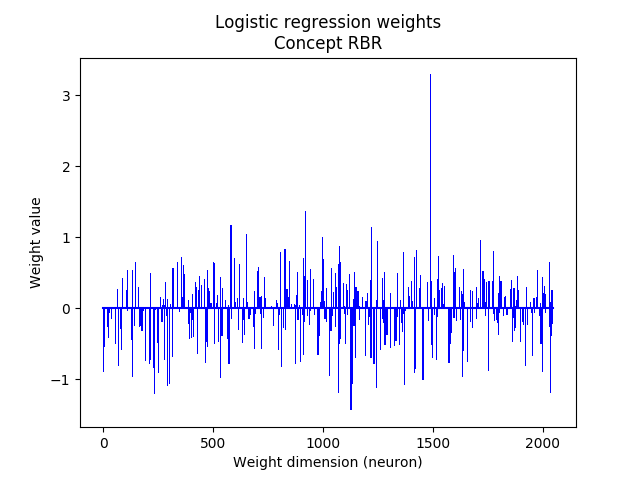 Logistic regression weights
Concept RBR
Weight value
3
2
1
0
−1
0
500
1000
1500
2000
Weight dimension (neuron)